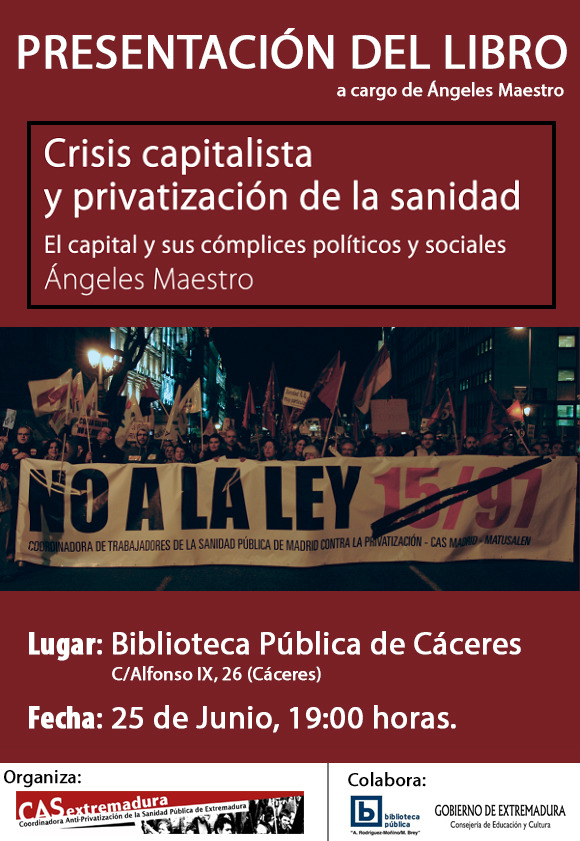 PRESENTACIÓN DEL LIBRO
a cargo de Ángeles Maestro
Crisis capitalista
y privatización de la sanidad
El capital y sus cómplices políticos y sociales
Ángeles Maestro
NO A LA LEY 15/97
COORDINADORA DE TRABAJADORES DE LA SANIDAD PÚBLICA DE MADRID CONTRA LA PRIVATIZACIÓN - CAS MADRID - MATUSALEN
Lugar: Biblioteca Pública de Cáceres
C/Alfonso IX, 26 (Cáceres)
Fecha: 25 de Junio, 19:00 horas.
Organiza:
CASextremadura
Coordinadora Anti-Privatización de la Sanidad Pública de Extremadura
Colabora:
b biblioteca
pública
"A. Rodríguez-Moñino/M. Brey"
GOBIERNO DE EXTREMADURA
Consejería de Educación y Cultura